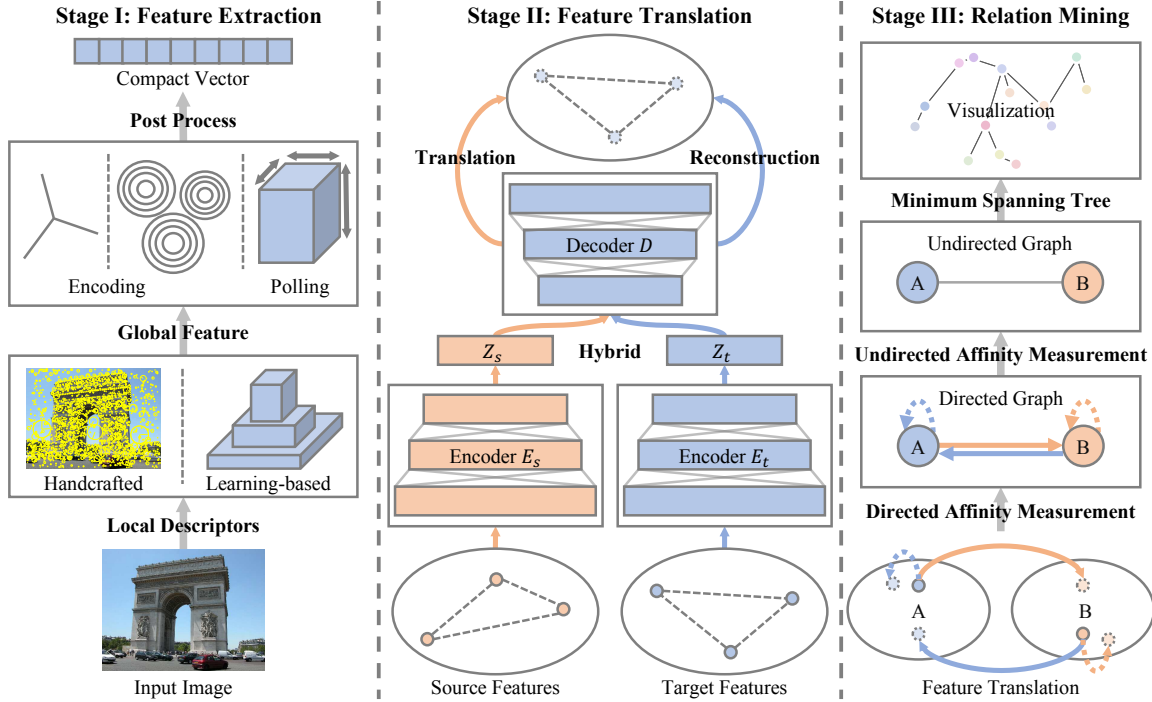 Stage I: Feature Extraction
Compact Vector
Post Process
Encoding
Polling
Global Feature
Handcrafted
Learning-based
Local Descriptors
Input Image
Stage II: Feature Translation
Translation
Reconstruction
Decoder D
Z_s
Hybrid
Z_t
Encoder E_s
Encoder E_t
Source Features
Target Features
Stage III: Relation Mining
Visualization
Minimum Spanning Tree
Undirected Graph
A
B
Undirected Affinity Measurement
Directed Graph
A
B
Directed Affinity Measurement
A
B
Feature Translation